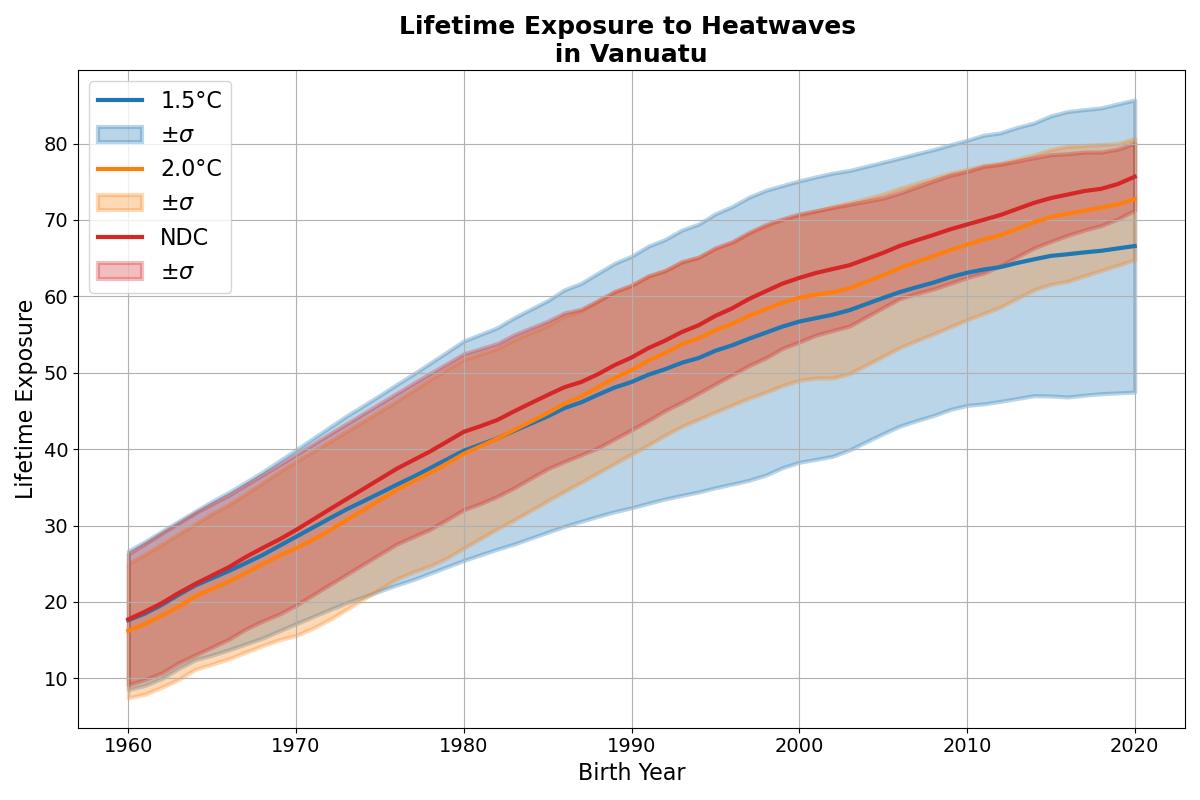 Lifetime Exposure to Heatwaves
in Vanuatu
1.5°C
±σ
2.0°C
±σ
NDC
±σ
Lifetime Exposure
80
70
60
50
40
30
20
10
1960 1970 1980 1990 2000 2010 2020
Birth Year